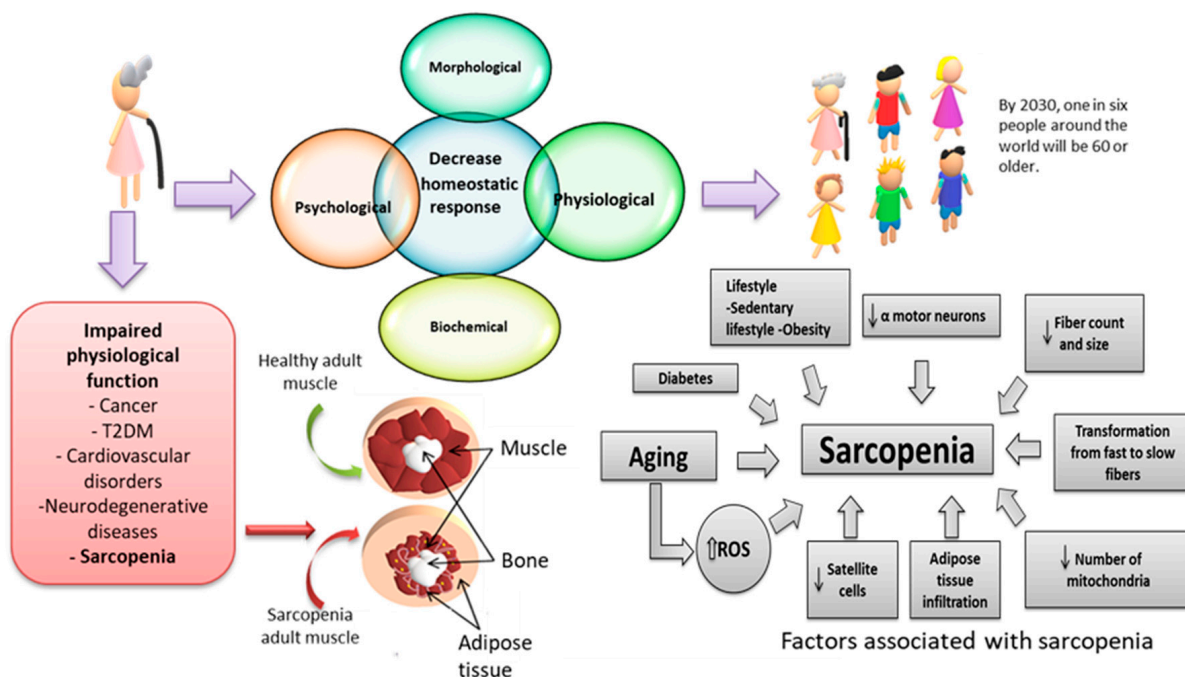 Morphological
Decrease
homeostatic
response
Psychological
Physiological
Biochemical
By 2030, one in six
people around the
world will be 60 or
older.
Impaired
physiological
function
- Cancer
- T2DM
- Cardiovascular
disorders
-Neurodegenerative
diseases
- Sarcopenia
Healthy adult
muscle
Muscle
Bone
Sarcopenia
adult muscle
Adipose
tissue
Lifestyle
-Sedentary
lifestyle -Obesity
↓ α motor neurons
↓ Fiber count
and size
Diabetes
Aging
Sarcopenia
Transformation
from fast to slow
fibers
⇧ROS
↓ Satellite
cells
Adipose
tissue
infiltration
↓ Number of
mitochondria
Factors associated with sarcopenia